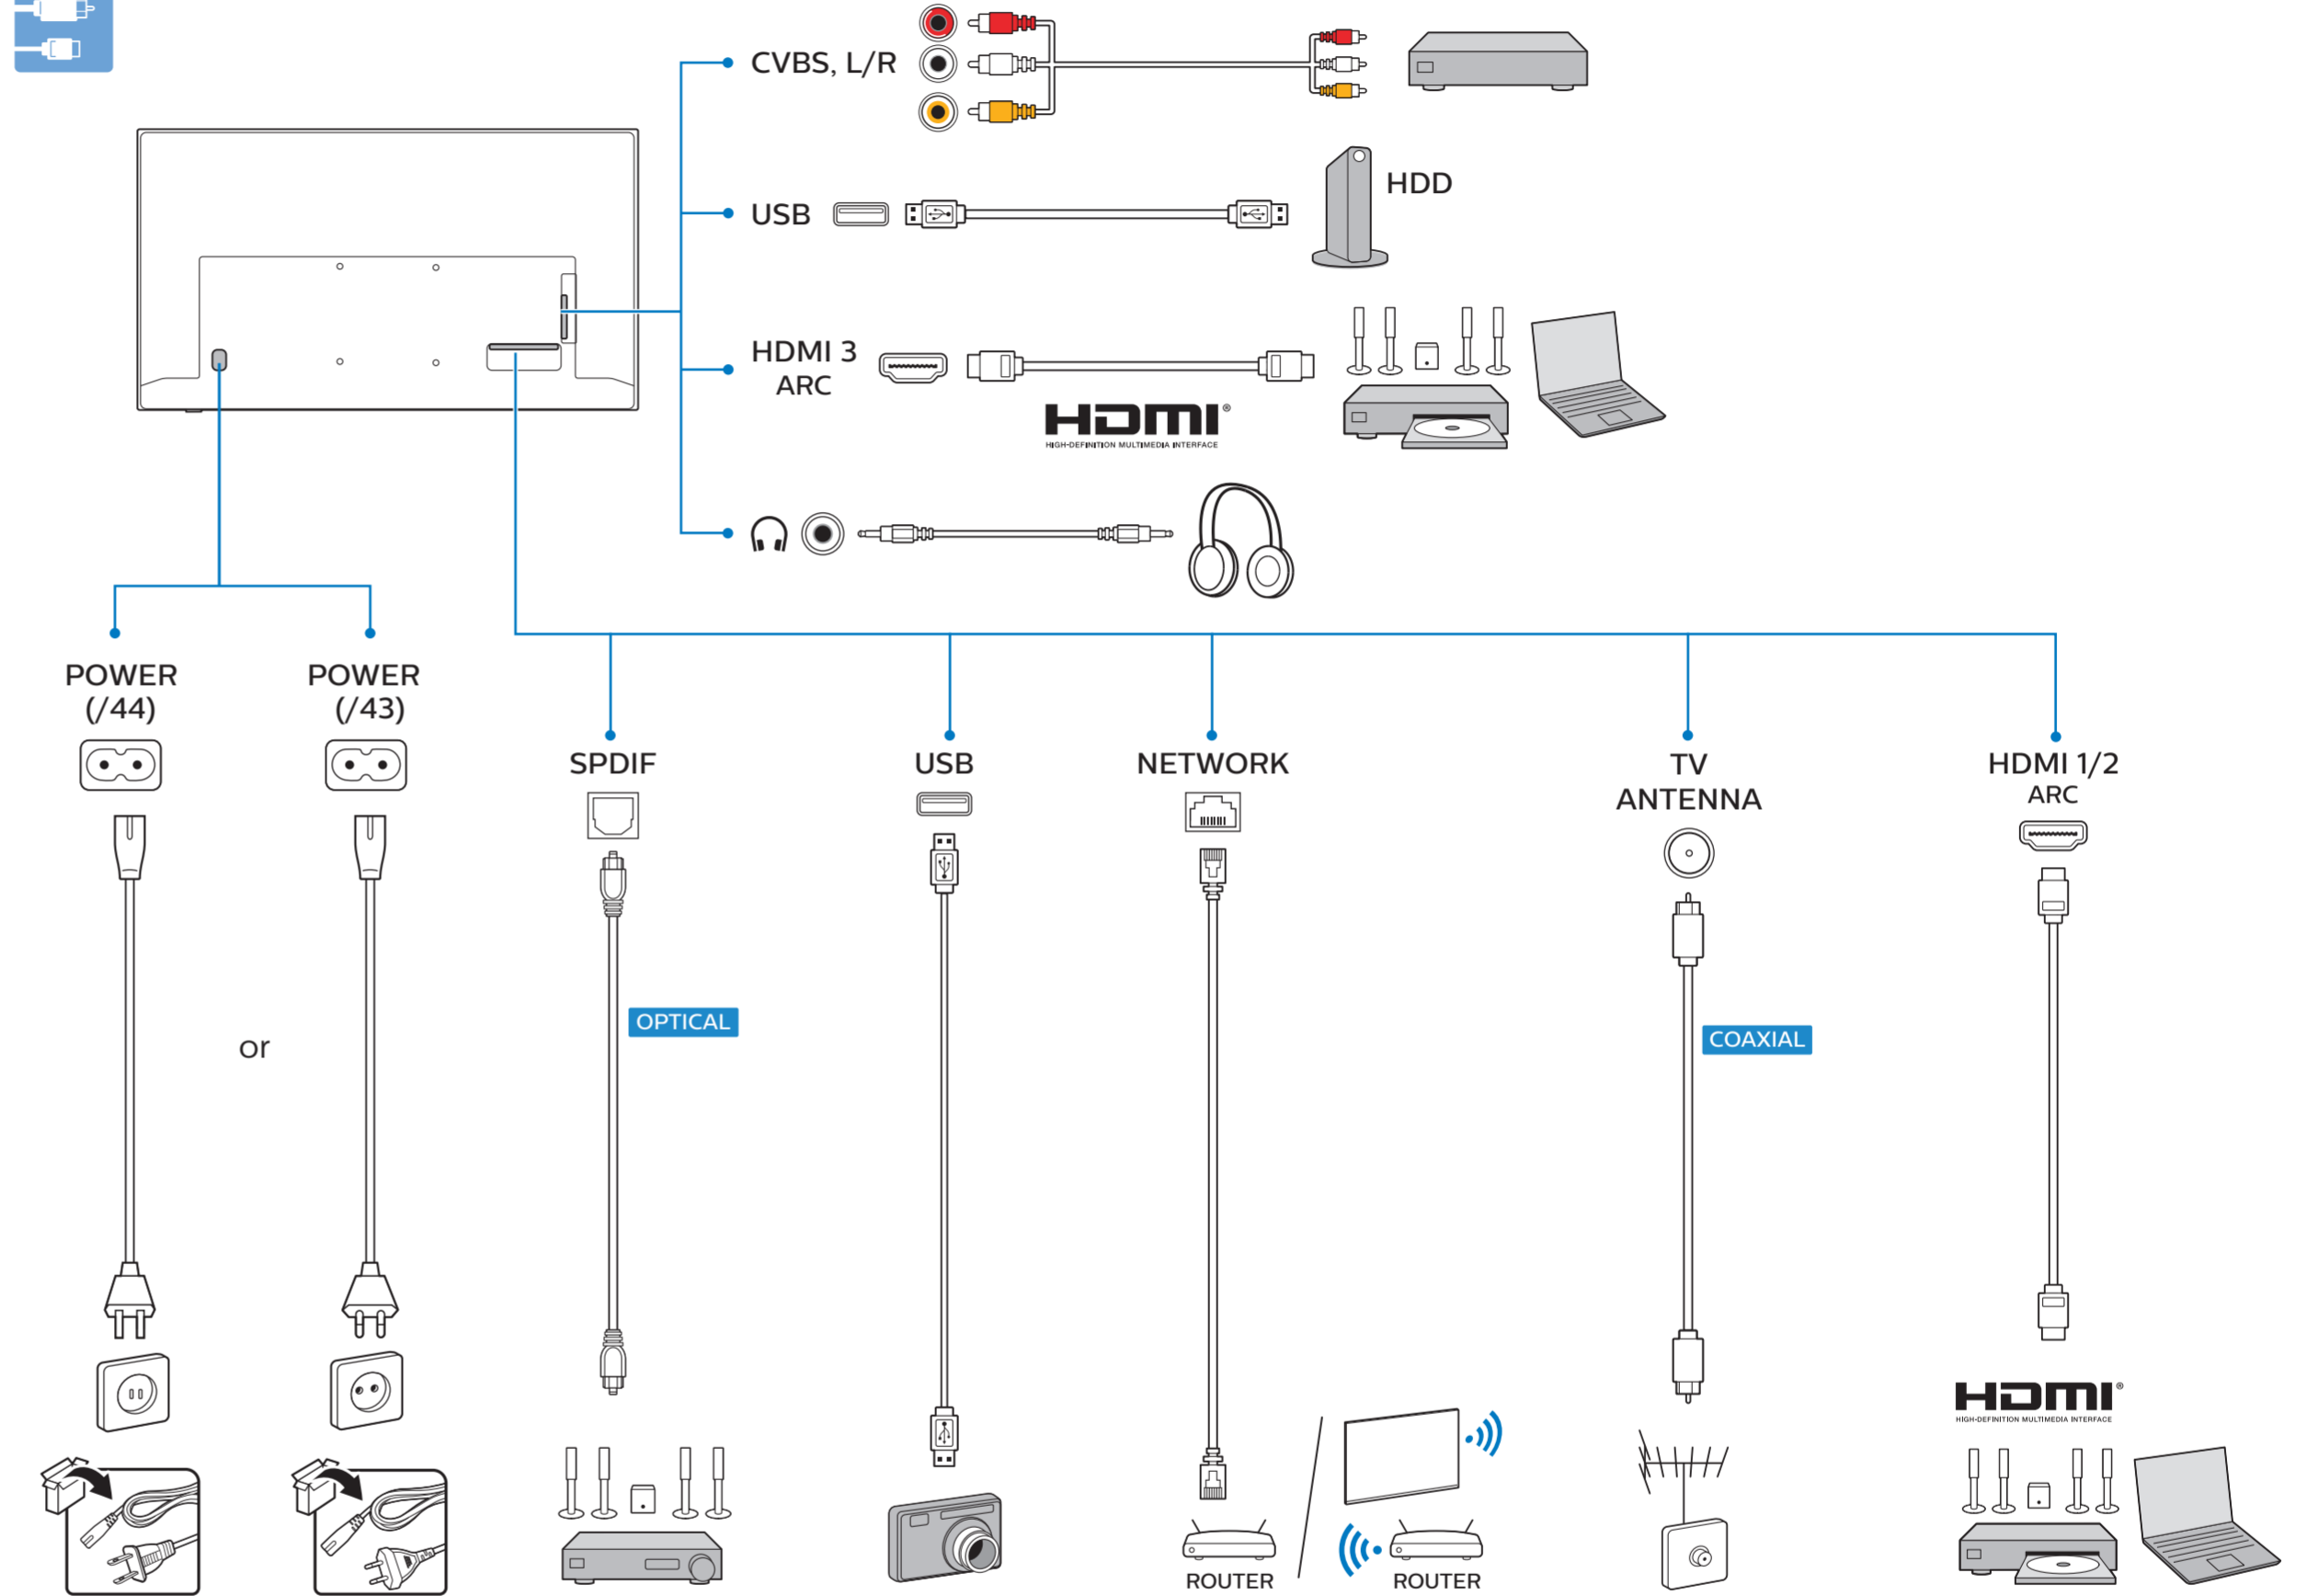 CVBS, L/R
USB
HDD
HDMI 3
ARC
HDMI®
HIGH-DEFINITION MULTIMEDIA INTERFACE
POWER
(/44)
POWER
(/43)
or
SPDIF
OPTICAL
USB
NETWORK
ROUTER
ROUTER
TV
ANTENNA
COAXIAL
HDMI 1/2
ARC
HDMI®
HIGH-DEFINITION MULTIMEDIA INTERFACE